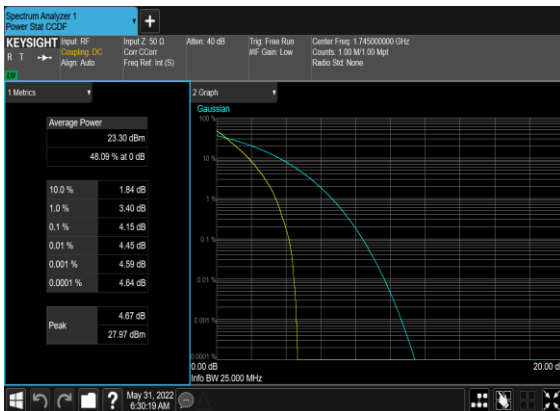 Spectrum Analyzer 1
Power Stat CCDF
KEYSIGHT
R T
LV
Input: RF
Coupling: DC
Align: Auto
Input Z: 50 Ω
Corr CCorr
Freq Ref: Int (S)
Atten: 40 dB
Trig: Free Run
#IF Gain: Low
Center Freq: 1.745000000 GHz
Counts: 1.00 M/1.00 Mpt
Radio Std: None
1 Metrics
Average Power
23.30 dBm
48.09 % at 0 dB
10.0 % 1.84 dB
1.0 % 3.40 dB
0.1 % 4.15 dB
0.01 % 4.45 dB
0.001 % 4.59 dB
0.0001 % 4.64 dB
Peak
4.67 dB
27.97 dBm
2 Graph
Gaussian
100 %
10 %
1 %
0.1 %
0.01 %
0.001 %
0.0001 %
0.00 dB
20.00 d
Info BW 25.000 MHz
?
May 31, 2022
6:30:19 AM